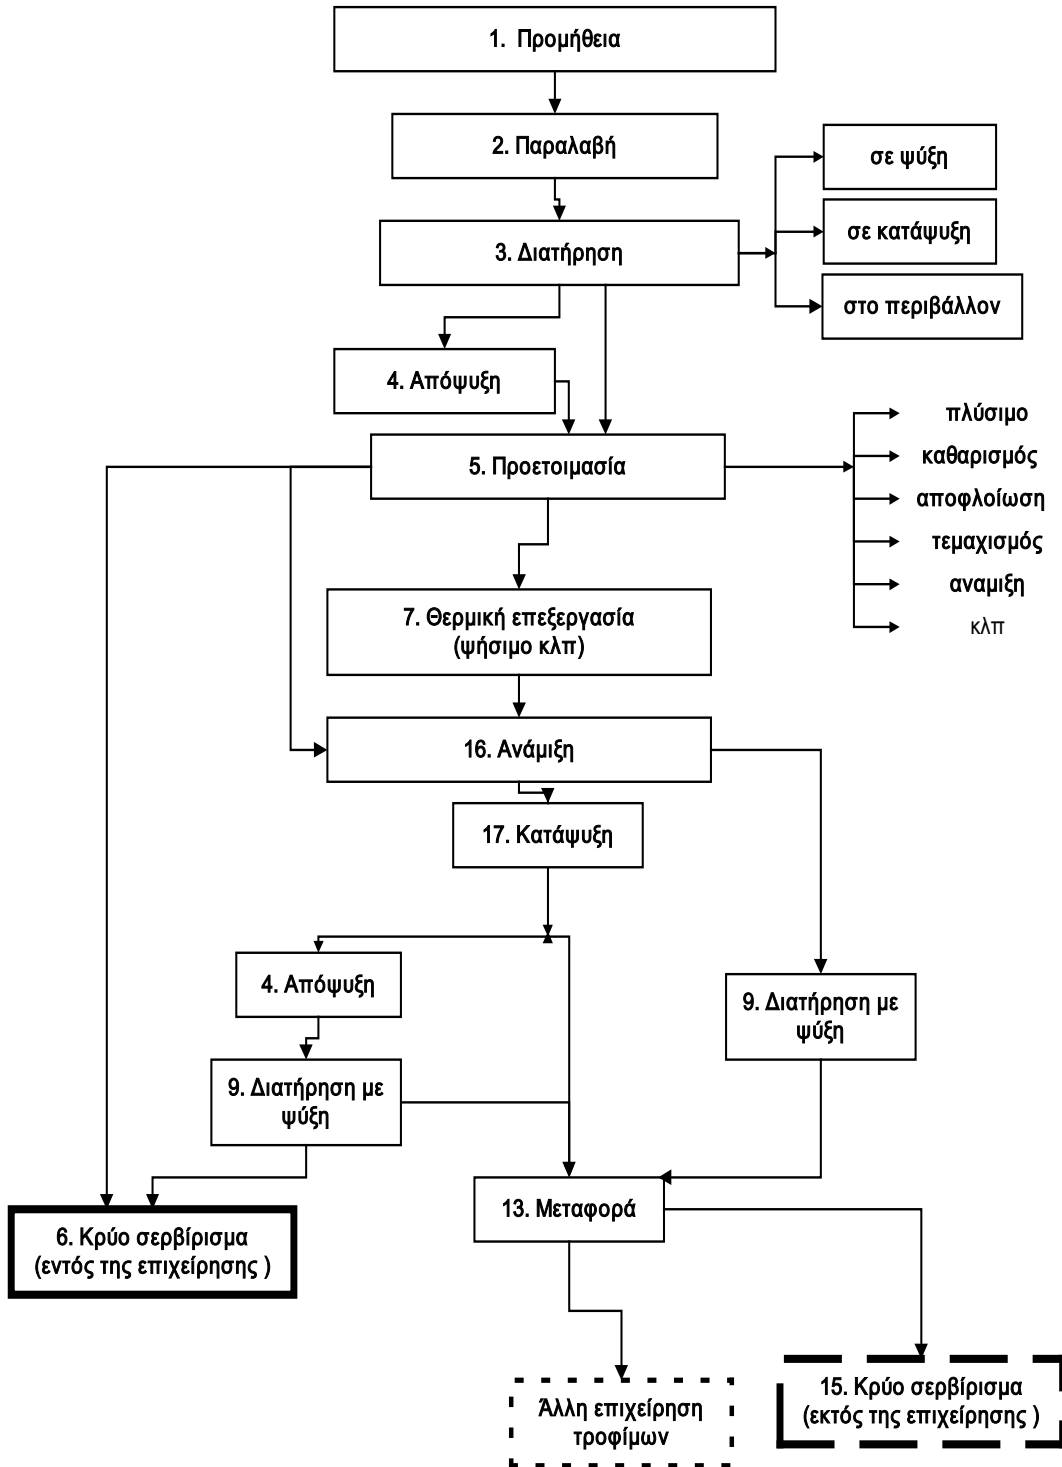 1. Προμήθεια
2. Παραλαβή
σε ψύξη
σε κατάψυξη
3. Διατήρηση
στο περιβάλλον
4. Απόψυξη
πλύσιμο
καθαρισμός
5. Προετοιμασία
αποφλοίωση
τεμαχισμός
αναμιξη
κλπ
7. Θερμική επεξεργασία
(ψήσιμο κλπ)
16. Ανάμιξη
17. Κατάψυξη
4. Απόψυξη
9. Διατήρηση με
ψύξη
9. Διατήρηση με
ψύξη
13. Μεταφορά
6. Κρύο σερβίρισμα
(εντός της επιχείρησης )
15. Κρύο σερβίρισμα
(εκτός της επιχείρησης )
Άλλη επιχείρηση
τροφίμων